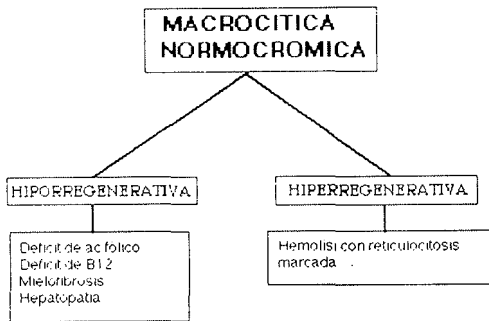 MACROCITICA
NORMOCROMICA
HIPORREGENERATIVA
HIPERREGENERATIVA
Deficit de ac folico
Deficit de B12
Mielofibrosis
Hepatopatia
Hemolisi con reticulocitosis
marcada